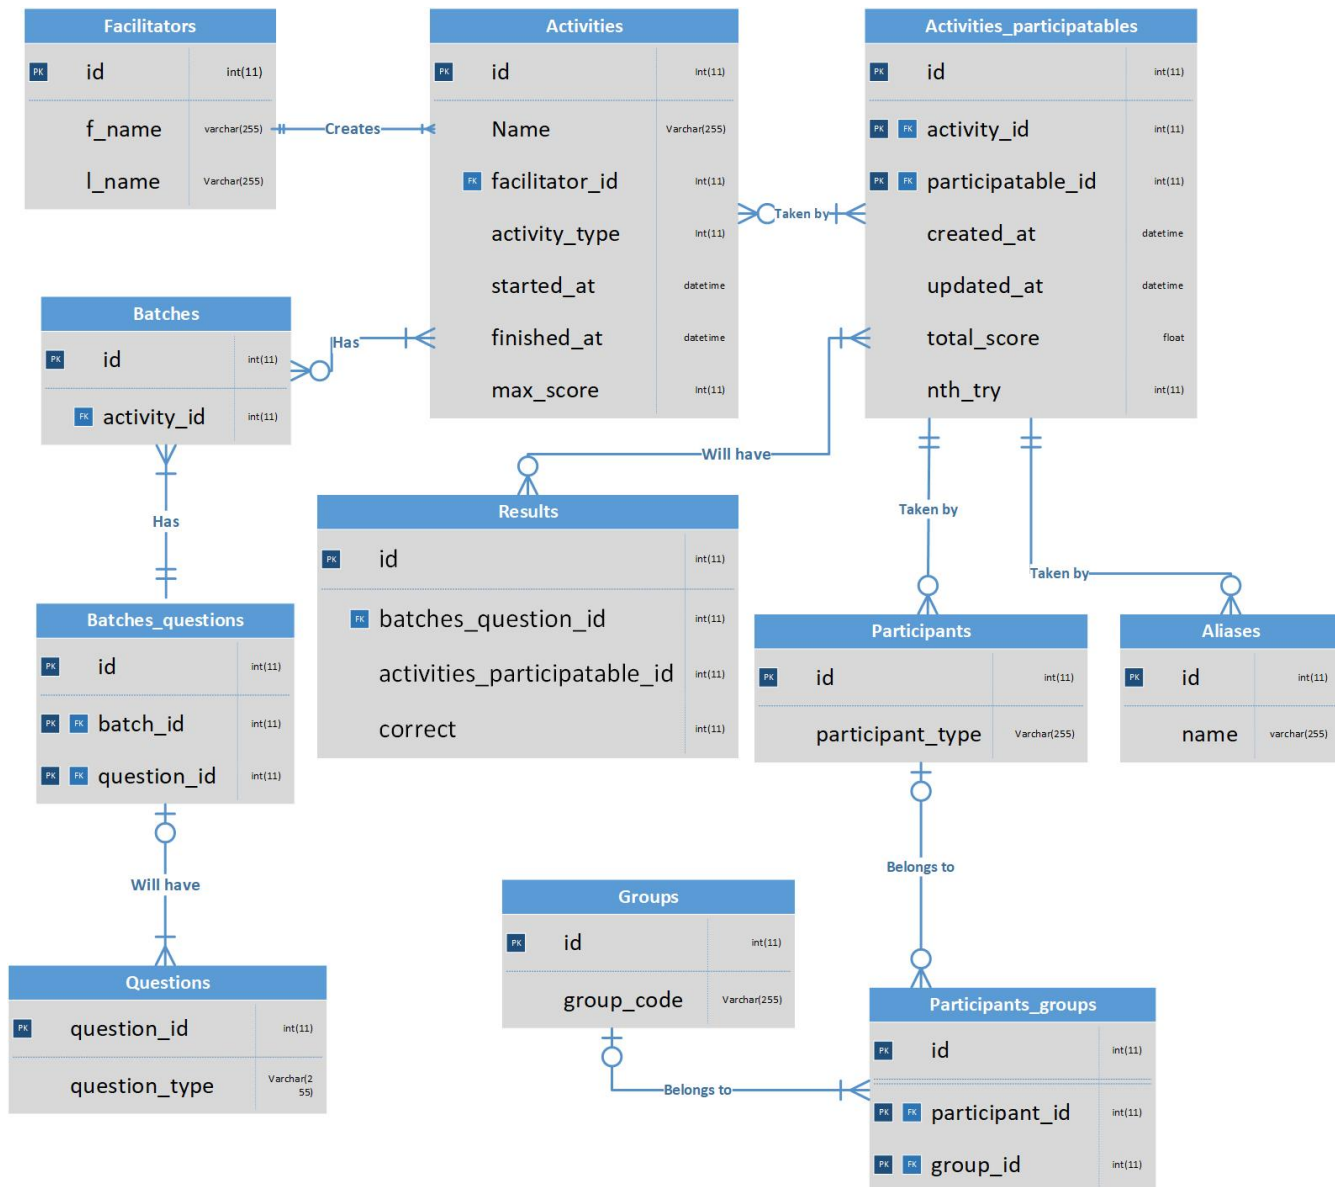 Facilitators
PK id int(11)
f_name varchar(255)
l_name Varchar(255)
Creates
Activities
PK id Int(11)
Name Varchar(255)
FK facilitator_id Int(11)
activity_type Int(11)
started_at datetime
finished_at datetime
max_score Int(11)
Taken by
Activities_participatables
PK id int(11)
PK FK activity_id int(11)
PK FK participatable_id int(11)
created_at datetime
updated_at datetime
total_score float
nth_try int(11)
Batches
PK id int(11)
FK activity_id int(11)
Has
Has
Will have
Results
PK id int(11)
FK batches_question_id int(11)
activities_participatable_id int(11)
correct int(11)
Taken by
Taken by
Batches_questions
PK id int(11)
PK FK batch_id int(11)
PK FK question_id int(11)
Participants
PK id int(11)
participant_type Varchar(255)
Aliases
PK id int(11)
name varchar(255)
Will have
Belongs to
Questions
PK question_id int(11)
question_type Varchar(2
55)
Groups
PK id int(11)
group_code Varchar(255)
Belongs to
Participants_groups
PK id int(11)
PK FK participant_id int(11)
PK FK group_id int(11)